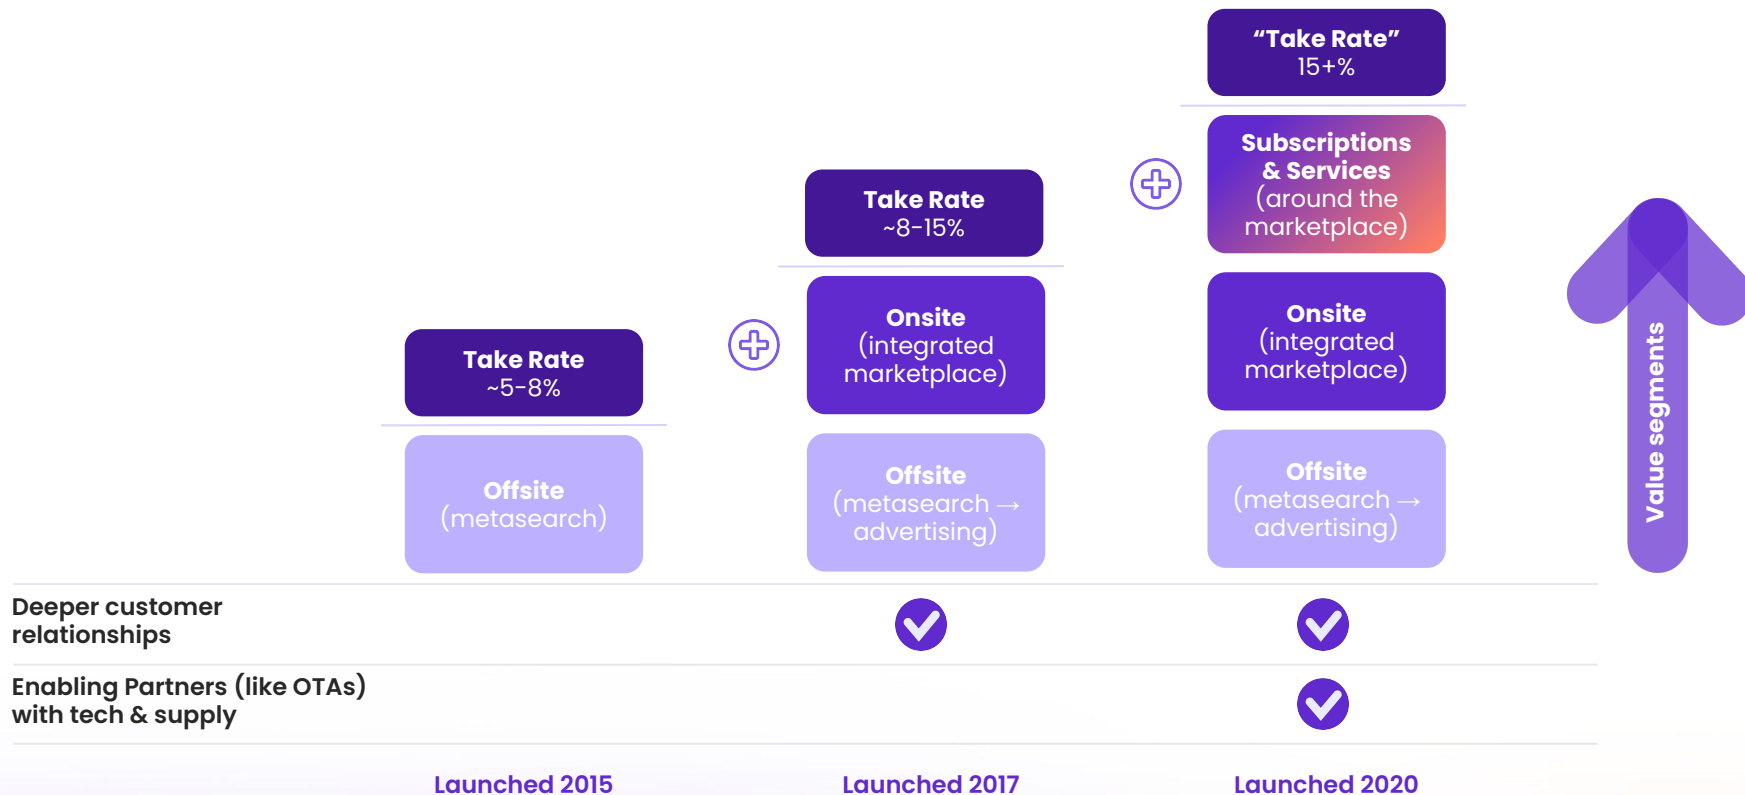 “Take Rate”
15+%
Subscriptions
& Services
(around the
marketplace)
Take Rate
~8-15%
Onsite
(integrated
marketplace)
Onsite
(integrated
marketplace)
Take Rate
~5-8%
Offsite
(metasearch)
Offsite
(metasearch →
advertising)
Offsite
(metasearch →
advertising)
Value segments
Deeper customer
relationships
Enabling Partners (like OTAs)
with tech & supply
Launched 2015
Launched 2017
Launched 2020